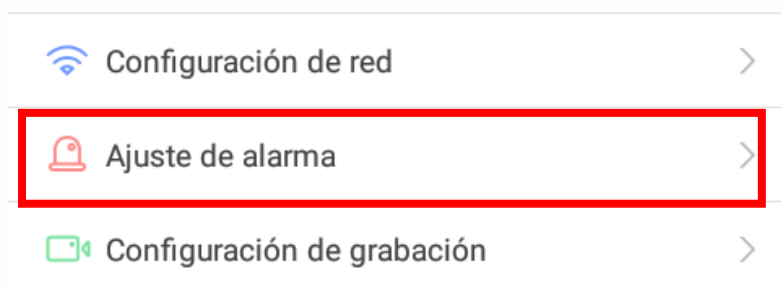 Configuración de red
Ajuste de alarma
Configuración de grabación